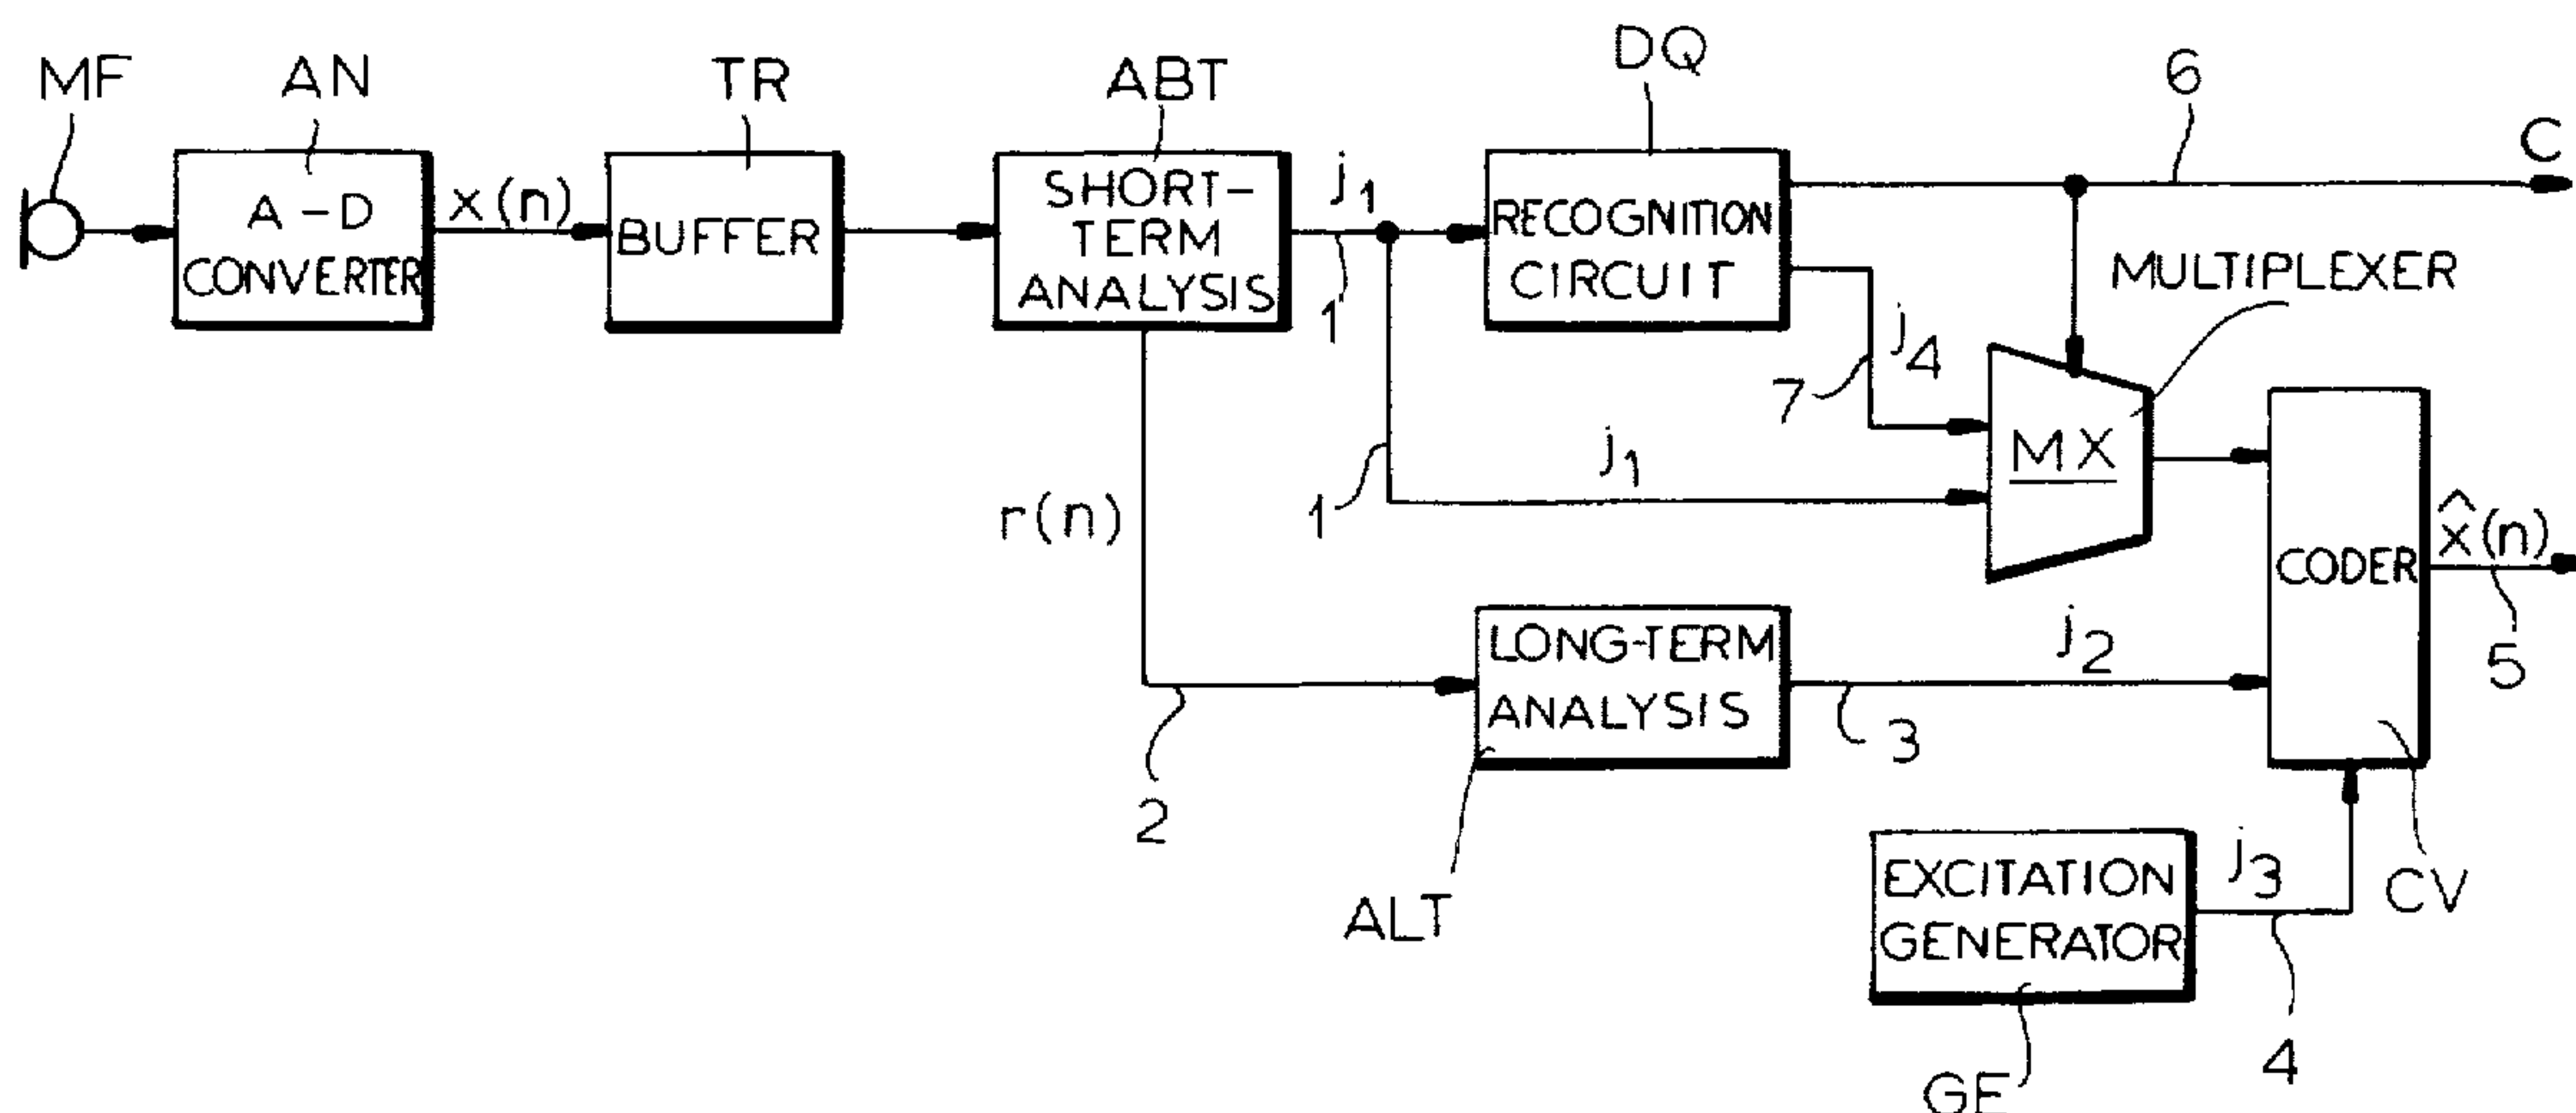 MF
AN
TR
ABT
DQ
6
C
A-D
CONVERTER
x(n)
BUFFER
SHORT-
TERM
ANALYSIS
j1
1
RECOGNITION
CIRCUIT
MULTIPLEXER
j4
7
MX
j1
1
r(n)
CODER
x̂(n)
5
LONG-TERM
ANALYSIS
j2
3
2
ALT
EXCITATION
GENERATOR
j3
4
CV
GE